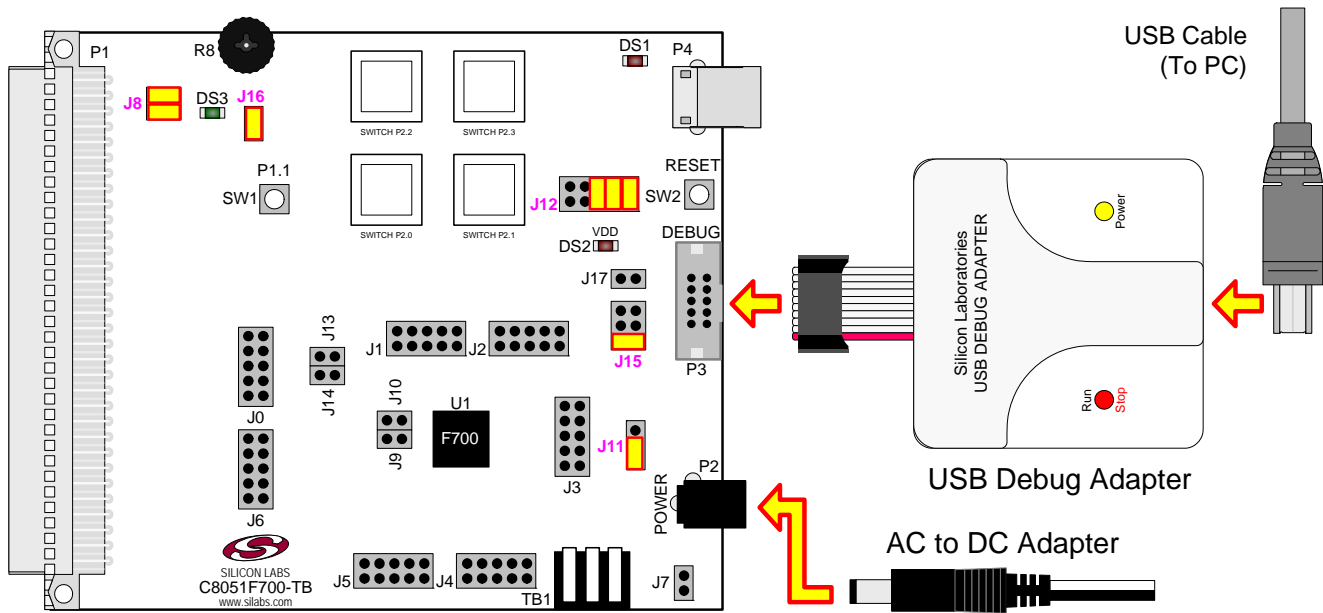 P1
R8
DS1
P4
USB Cable
(To PC)
J8
DS3
J16
SWITCH P2.2
SWITCH P2.3
P1.1
SW1
RESET
SW2
J12
SWITCH P2.0
SWITCH P2.1
VDD
DS2
DEBUG
J17
J15
P3
Silicon Laboratories
USB DEBUG ADAPTER
Power
Run
Stop
USB Debug Adapter
J13
J14
J1
J2
J0
J10
J9
U1
F700
J11
J3
P2
POWER
J6
SILICON LABS
C8051F700-TB
www.silabs.com
J5
J4
TB1
J7
AC to DC Adapter